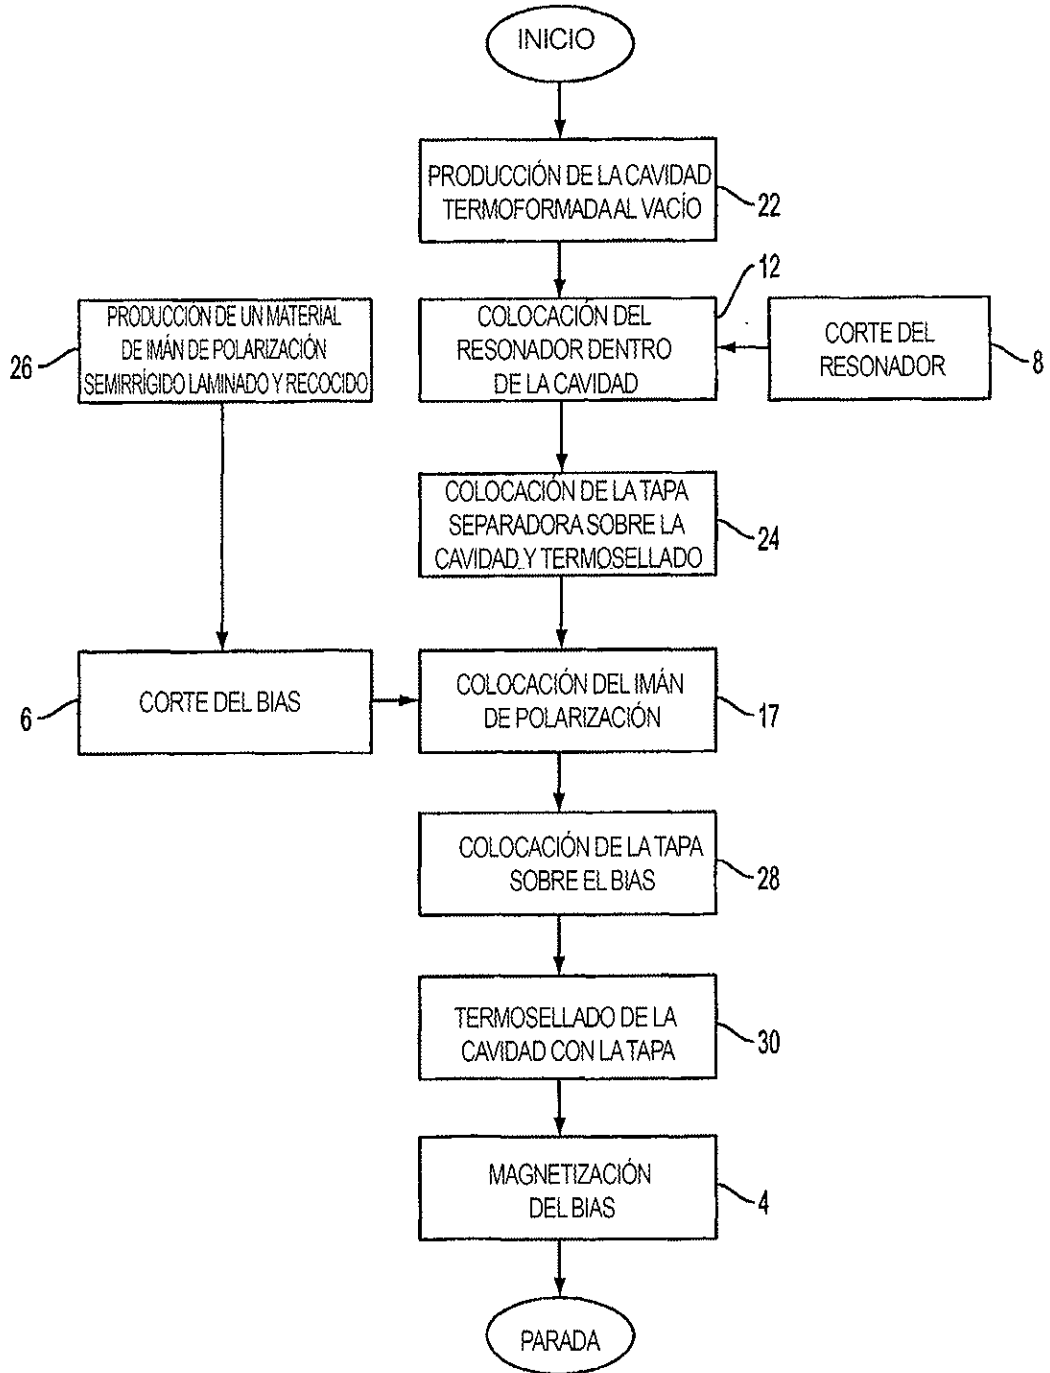 INICIO
PRODUCCIÓN DE LA CAVIDAD
TERMOFORMADA AL VACÍO
22
12
PRODUCCIÓN DE UN MATERIAL
DE IMÁN DE POLARIZACIÓN
SEMIRRÍGIDO LAMINADO Y RECOCIDO
26
COLOCACIÓN DEL
RESONADOR DENTRO
DE LA CAVIDAD
CORTE DEL
RESONADOR
8
COLOCACIÓN DE LA TAPA
SEPARADORA SOBRE LA
CAVIDAD Y TERMOSELLADO
24
CORTE DEL BIAS
6
COLOCACIÓN DEL IMÁN
DE POLARIZACIÓN
17
COLOCACIÓN DE LA TAPA
SOBRE EL BIAS
28
TERMOSELLADO DE LA
CAVIDAD CON LA TAPA
30
MAGNETIZACIÓN
DEL BIAS
4
PARADA